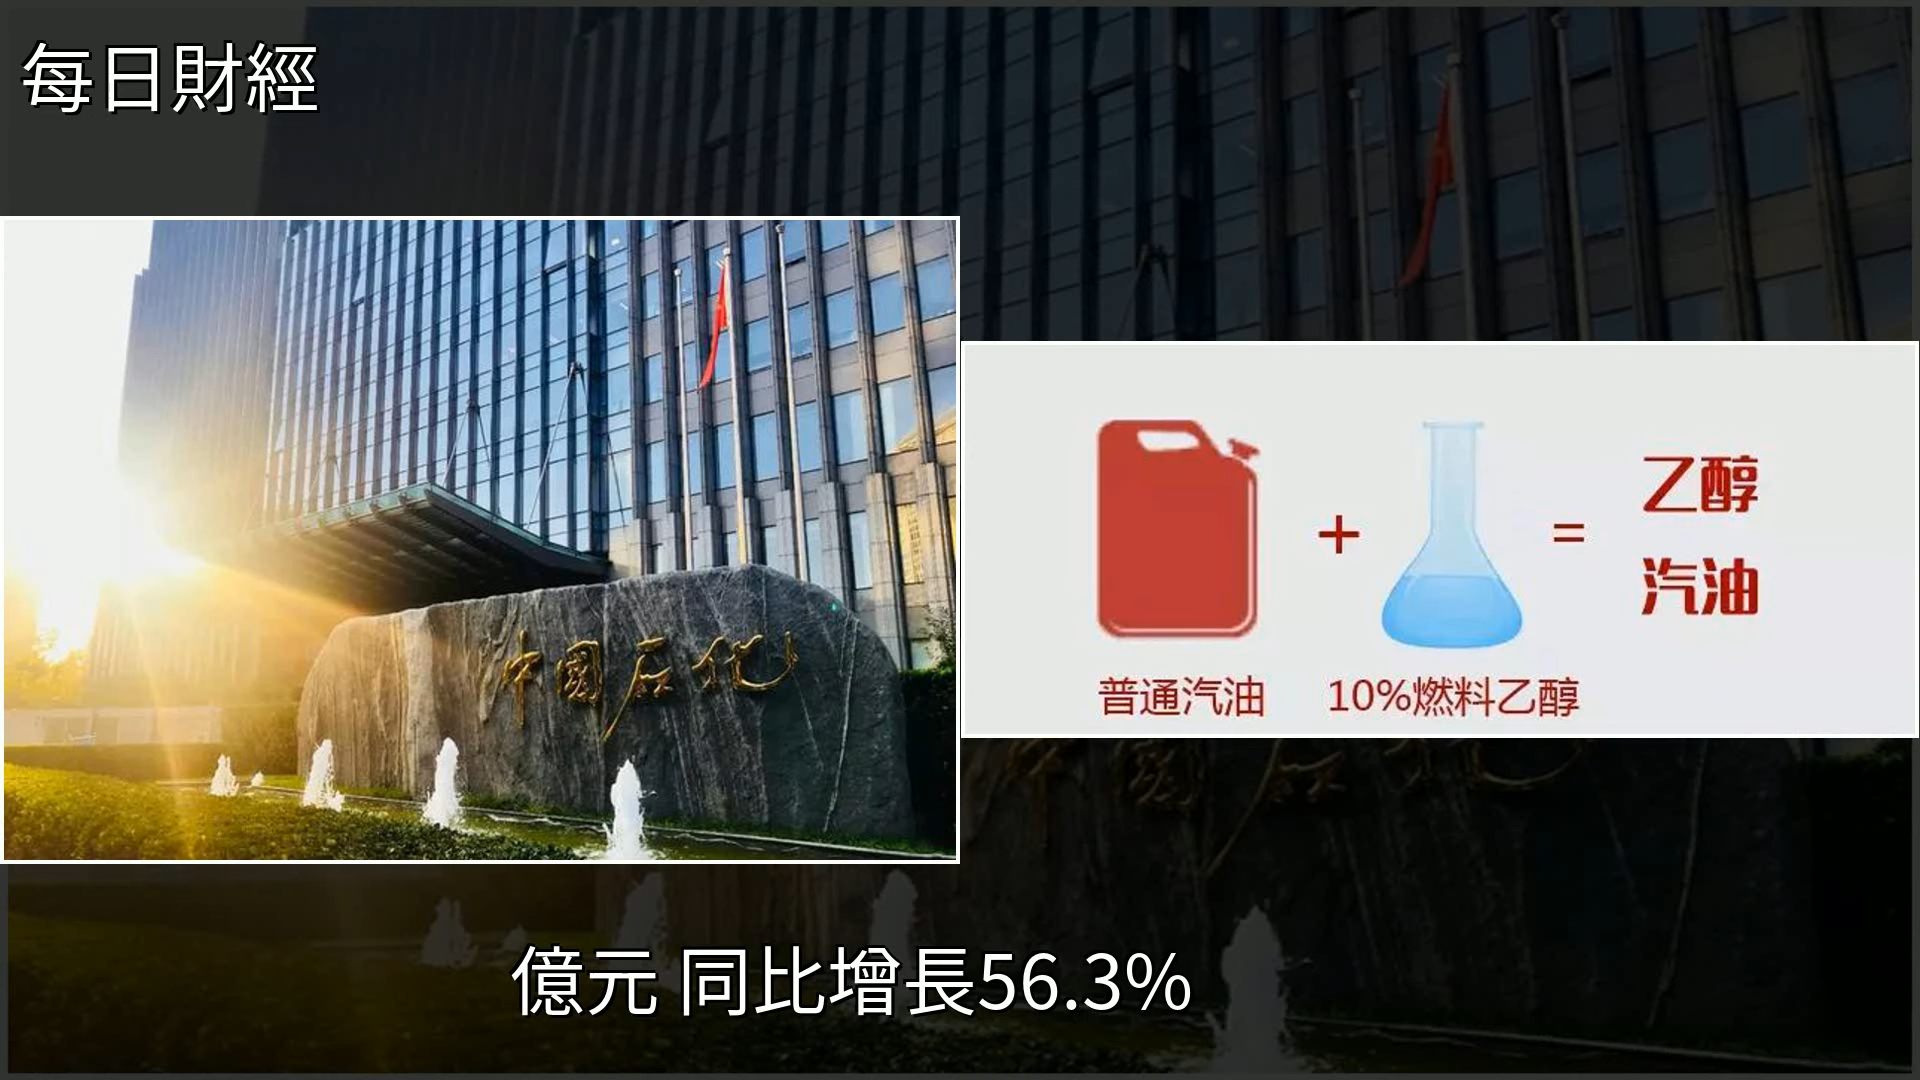 每日財經
中國石化
乙醇
汽油
普通汽油
10%燃料乙醇
+
=
億元 同比增長56.3%